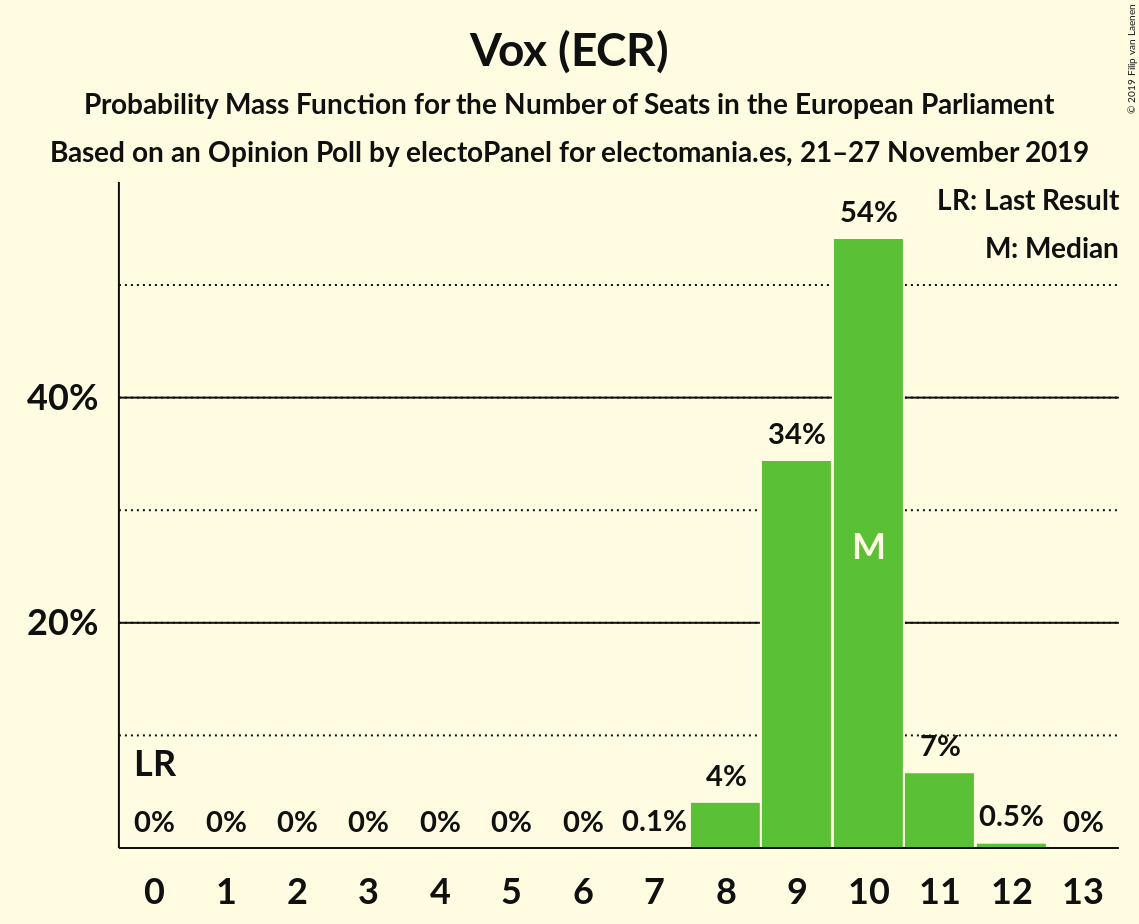 Vox (ECR)
Probability Mass Function for the Number of Seats in the European Parliament
Based on an Opinion Poll by electoPanel for electomania.es, 21–27 November 2019
© 2019 Filip van Laenen
LR: Last Result
M: Median
54%
40%
34%
M
20%
LR
7%
4%
0% 0% 0% 0% 0% 0% 0% 0.1% 0.5% 0%
0 1 2 3 4 5 6 7 8 9 10 11 12 13